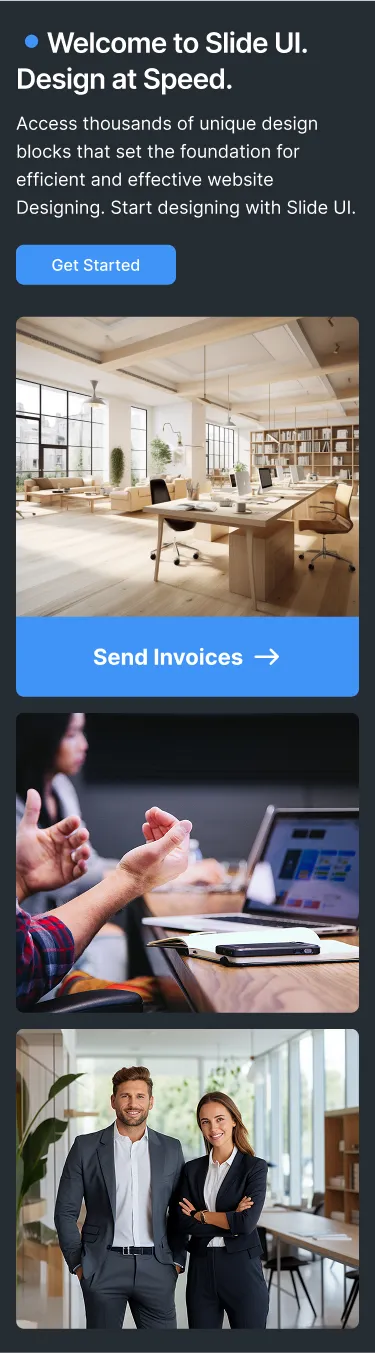 Welcome to Slide UI.
Design at Speed.
Access thousands of unique design
blocks that set the foundation for
efficient and effective website
Designing. Start designing with Slide UI.
Get Started
Send Invoices